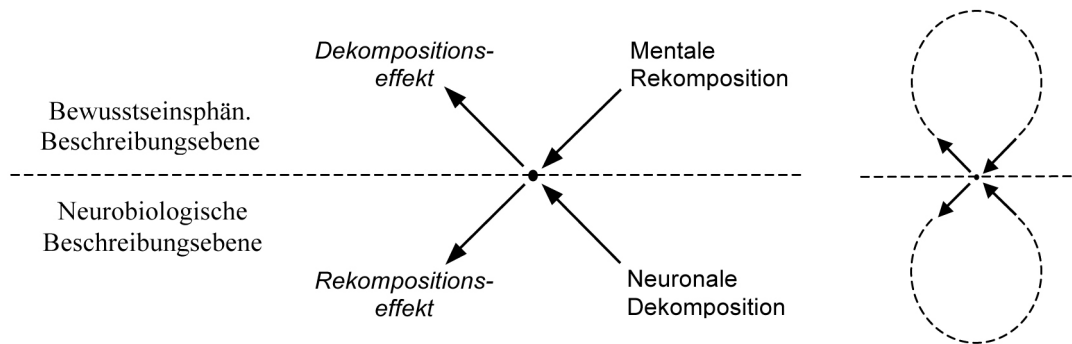 Dekompositions-
effekt
Mentale
Rekomposition
Bewusstseinsphän.
Beschreibungsebene
Neurobiologische
Beschreibungsebene
Rekompositions-
effekt
Neuronale
Dekomposition